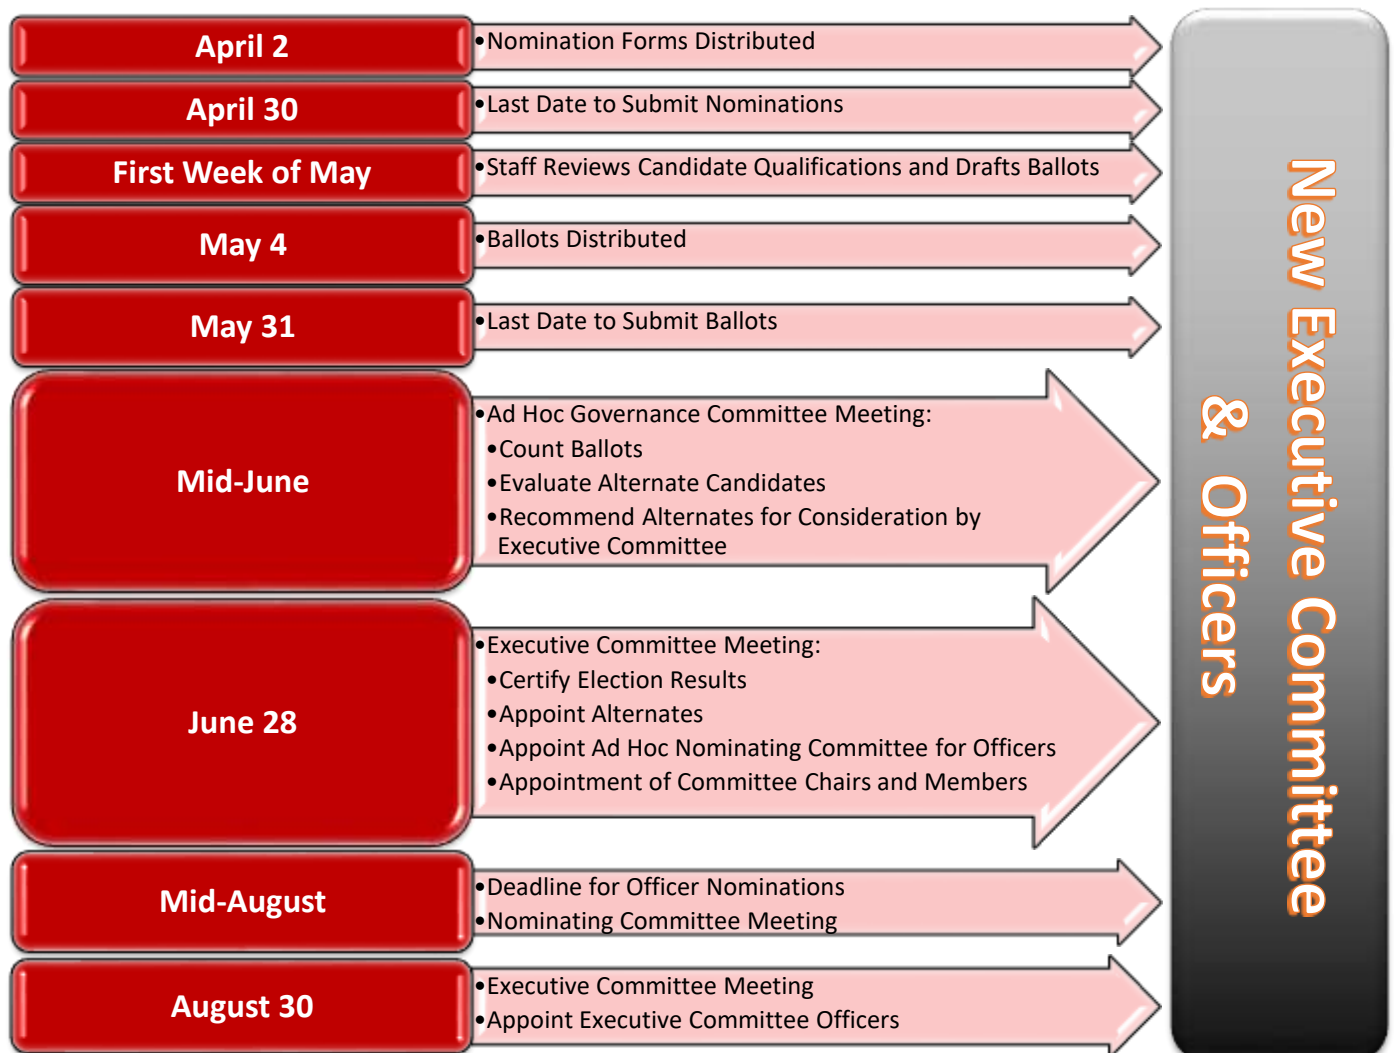 April 2
•Nomination Forms Distributed
April 30
•Last Date to Submit Nominations
First Week of May
•Staff Reviews Candidate Qualifications and Drafts Ballots
May 4
•Ballots Distributed
May 31
•Last Date to Submit Ballots
Mid-June
•Ad Hoc Governance Committee Meeting:
•Count Ballots
•Evaluate Alternate Candidates
•Recommend Alternates for Consideration by
Executive Committee
June 28
•Executive Committee Meeting:
•Certify Election Results
•Appoint Alternates
•Appoint Ad Hoc Nominating Committee for Officers
•Appointment of Committee Chairs and Members
Mid-August
•Deadline for Officer Nominations
•Nominating Committee Meeting
August 30
•Executive Committee Meeting
•Appoint Executive Committee Officers
New Executive Committee
& Officers